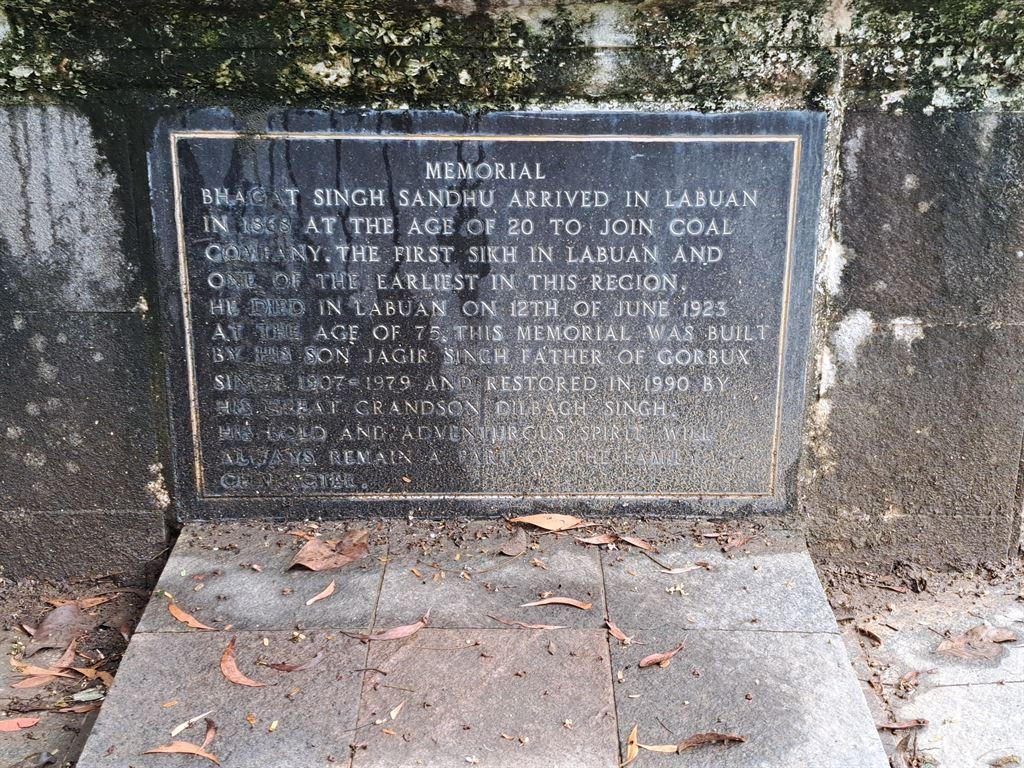 MEMORIAL
BHAGAT SINGH SANDHU ARRIVED IN LABUAN
IN 1868 AT THE AGE OF 20 TO JOIN COAL
COMPANY. THE FIRST SIKH IN LABUAN AND
ONE OF THE EARLIEST IN THIS REGION.
HE DIED IN LABUAN ON 12TH OF JUNE 1923
AT THE AGE OF 75. THIS MEMORIAL WAS BUILT
BY HIS SON JAGIR SINGH FATHER OF GORBUX
SINGH 1907-1979 AND RESTORED IN 1990 BY
HIS GREAT GRANDSON DILBAGH SINGH.
HIS BOLD AND ADVENTUROUS SPIRIT WILL
ALWAYS REMAIN A PART OF THE FAMILY
CHARACTER.